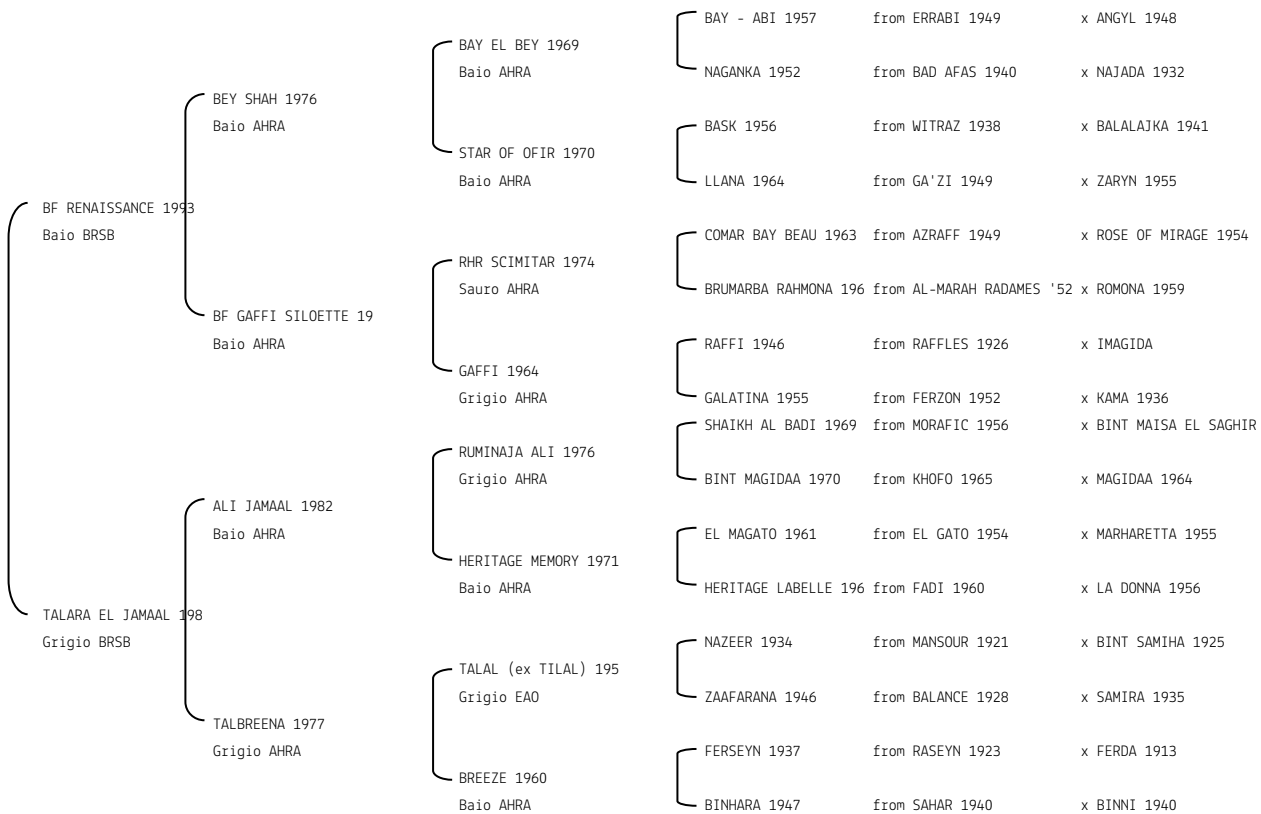 BAY - ABI 1957 from ERRABI 1949 x ANGYL 1948
BAY EL BEY 1969
Baio AHRA
NAGANKA 1952 from BAD AFAS 1940 x NAJADA 1932
BEY SHAH 1976
Baio AHRA
BASK 1956 from WITRAZ 1938 x BALALAJKA 1941
STAR OF OFIR 1970
Baio AHRA
LLANA 1964 from GA'ZI 1949 x ZARYN 1955
BF RENAISSANCE 1993
Baio BRSB
COMAR BAY BEAU 1963 from AZRAFF 1949 x ROSE OF MIRAGE 1954
RHR SCIMITAR 1974
Sauro AHRA
BRUMARBA RAHMONA 196 from AL-MARAH RADAMES '52 x ROMONA 1959
BF GAFFI SILOETTE 19
Baio AHRA
RAFFI 1946 from RAFFLES 1926 x IMAGIDA
GAFFI 1964
Grigio AHRA
GALATINA 1955 from FERZON 1952 x KAMA 1936
SHAIKH AL BADI 1969 from MORAFIC 1956 x BINT MAISA EL SAGHIR
RUMINAJA ALI 1976
Grigio AHRA
BINT MAGIDAA 1970 from KHOFO 1965 x MAGIDAA 1964
ALI JAMAAL 1982
Baio AHRA
EL MAGATO 1961 from EL GATO 1954 x MARHARETTA 1955
HERITAGE MEMORY 1971
Baio AHRA
HERITAGE LABELLE 196 from FADI 1960 x LA DONNA 1956
TALARA EL JAMAAL 198
Grigio BRSB
NAZEER 1934 from MANSOUR 1921 x BINT SAMIHA 1925
TALAL (ex TILAL) 195
Grigio EAO
ZAAFARANA 1946 from BALANCE 1928 x SAMIRA 1935
TALBREENA 1977
Grigio AHRA
FERSEYN 1937 from RASEYN 1923 x FERDA 1913
BREEZE 1960
Baio AHRA
BINHARA 1947 from SAHAR 1940 x BINNI 1940